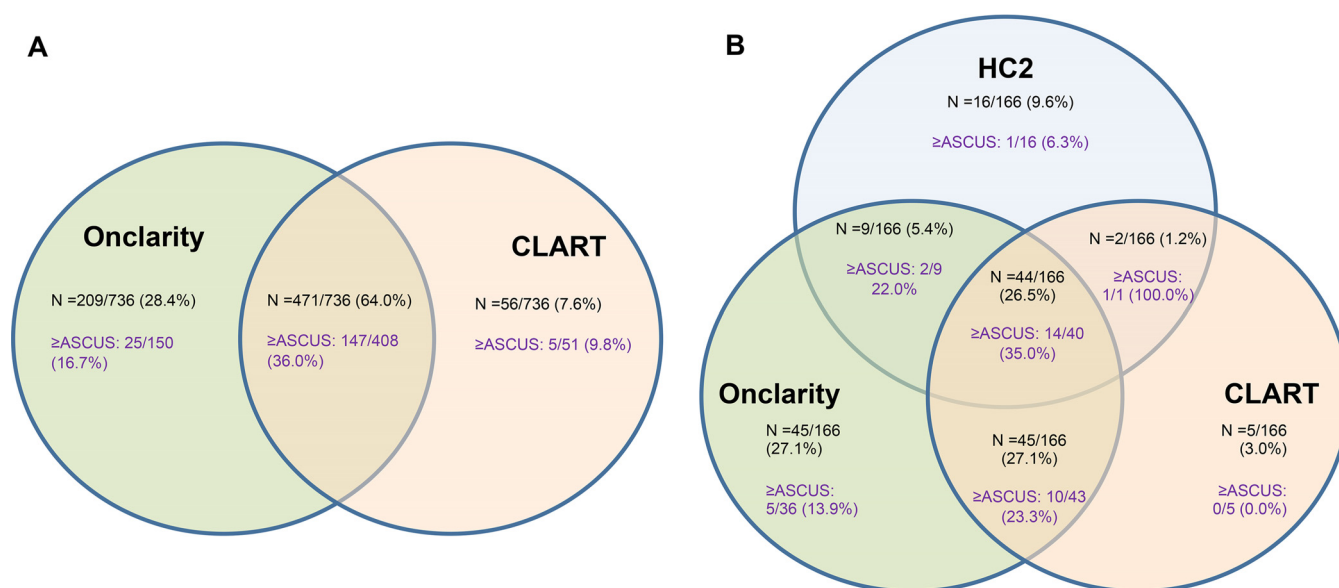 A
Onclarity
N =209/736 (28.4%)
≥ASCUS: 25/150
(16.7%)
N =471/736 (64.0%)
≥ASCUS: 147/408
(36.0%)
CLART
N =56/736 (7.6%)
≥ASCUS: 5/51 (9.8%)
B
HC2
N =16/166 (9.6%)
≥ASCUS: 1/16 (6.3%)
N =9/166 (5.4%)
≥ASCUS: 2/9
22.0%
N =44/166
(26.5%)
≥ASCUS: 14/40
(35.0%)
N =2/166 (1.2%)
≥ASCUS:
1/1 (100.0%)
Onclarity
N =45/166
(27.1%)
≥ASCUS:
5/36 (13.9%)
N =45/166
(27.1%)
≥ASCUS: 10/43
(23.3%)
CLART
N =5/166
(3.0%)
≥ASCUS:
0/5 (0.0%)